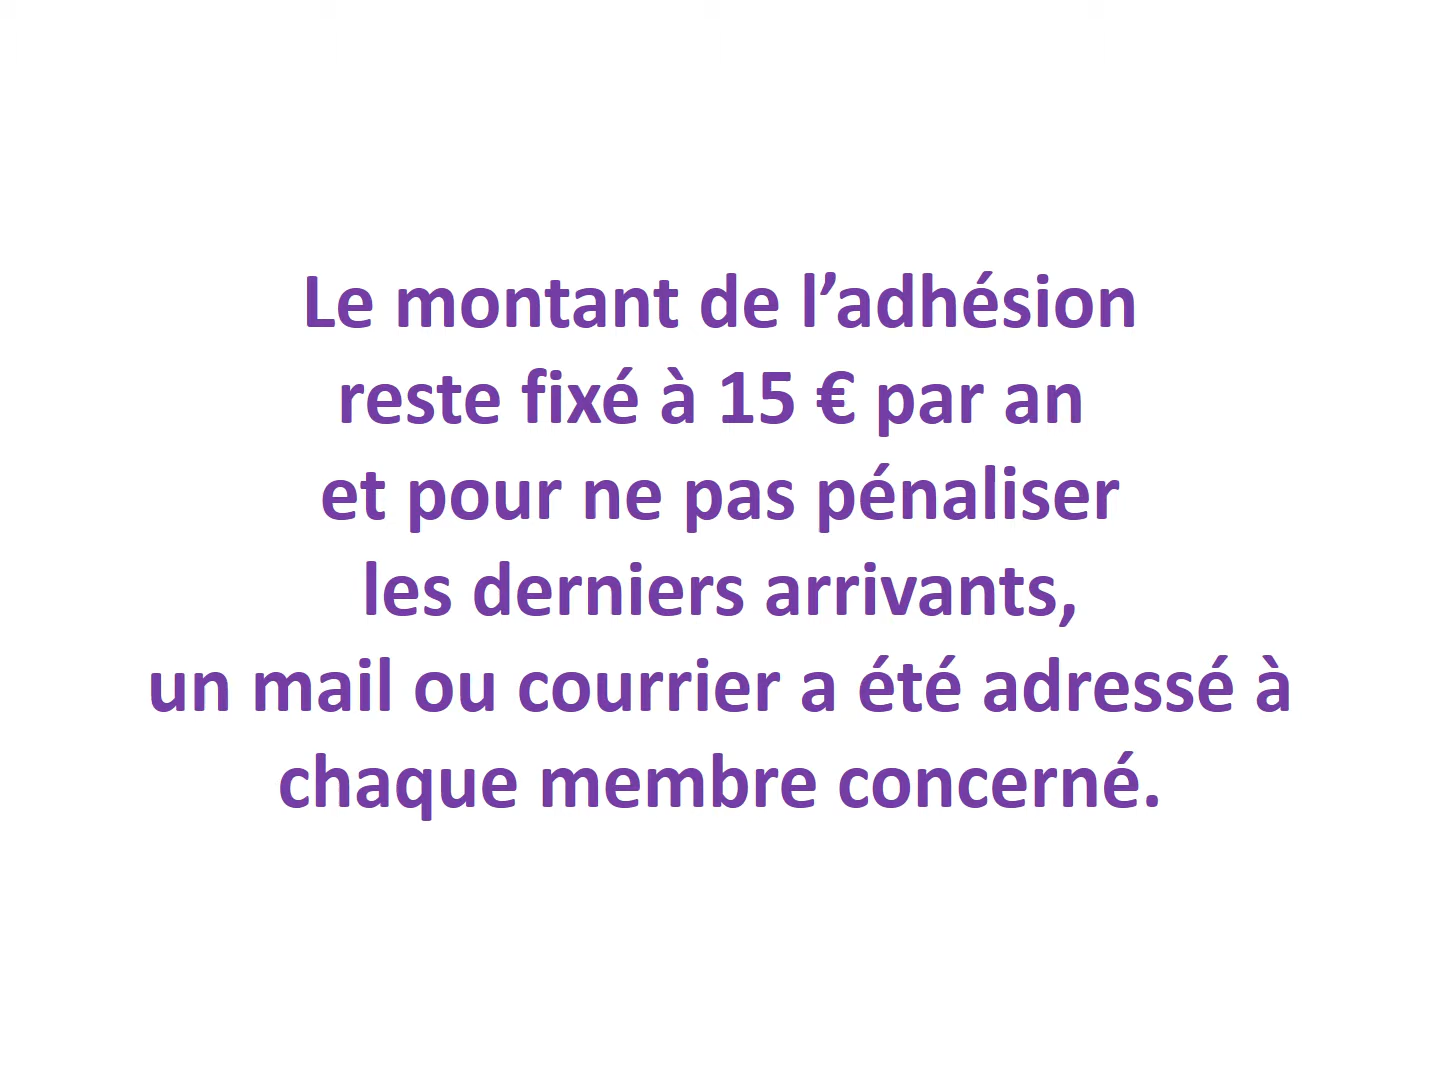 Le montant de l’adhésion
reste fixé à 15 € par an
et pour ne pas pénaliser
les derniers arrivants,
un mail ou courrier a été adressé à
chaque membre concerné.